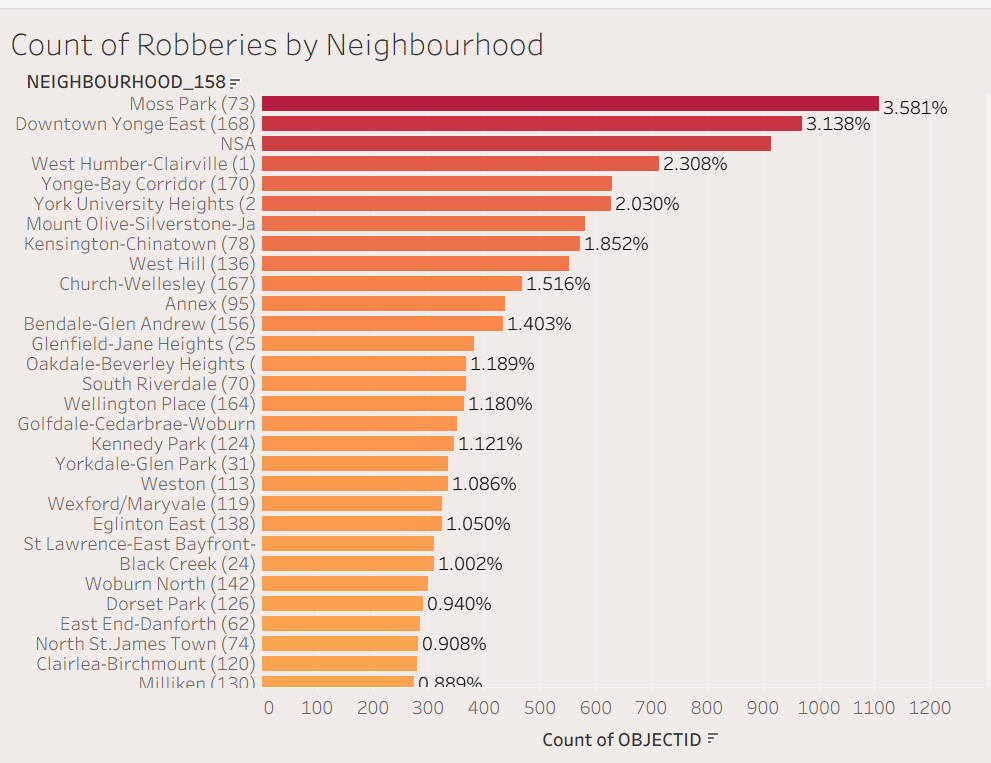 Count of Robberies by Neighbourhood
NEIGHBOURHOOD_158
Moss Park (73) 3.581%
Downtown Yonge East (168) 3.138%
NSA
West Humber-Clairville (1) 2.308%
Yonge-Bay Corridor (170)
York University Heights (2 2.030%
Mount Olive-Silverstone-Ja
Kensington-Chinatown (78) 1.852%
West Hill (136)
Church-Wellesley (167) 1.516%
Annex (95)
Bendale-Glen Andrew (156) 1.403%
Glenfield-Jane Heights (25
Oakdale-Beverley Heights ( 1.189%
South Riverdale (70)
Wellington Place (164) 1.180%
Golfdale-Cedarbrae-Woburn
Kennedy Park (124) 1.121%
Yorkdale-Glen Park (31)
Weston (113) 1.086%
Wexford/Maryvale (119)
Eglinton East (138) 1.050%
St Lawrence-East Bayfront-
Black Creek (24) 1.002%
Woburn North (142)
Dorset Park (126) 0.940%
East End-Danforth (62)
North St.James Town (74) 0.908%
Clairlea-Birchmount (120)
Milliken (130) 0.889%
0 100 200 300 400 500 600 700 800 900 1000 1100 1200
Count of OBJECTID